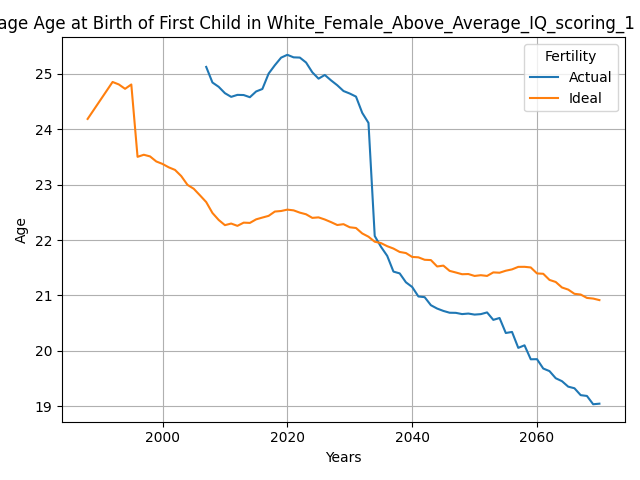 age Age at Birth of First Child in White_Female_Above_Average_IQ_scoring_1
Fertility
Actual
Ideal
25
24
23
22
21
20
19
Age
2000
2020
2040
2060
Years